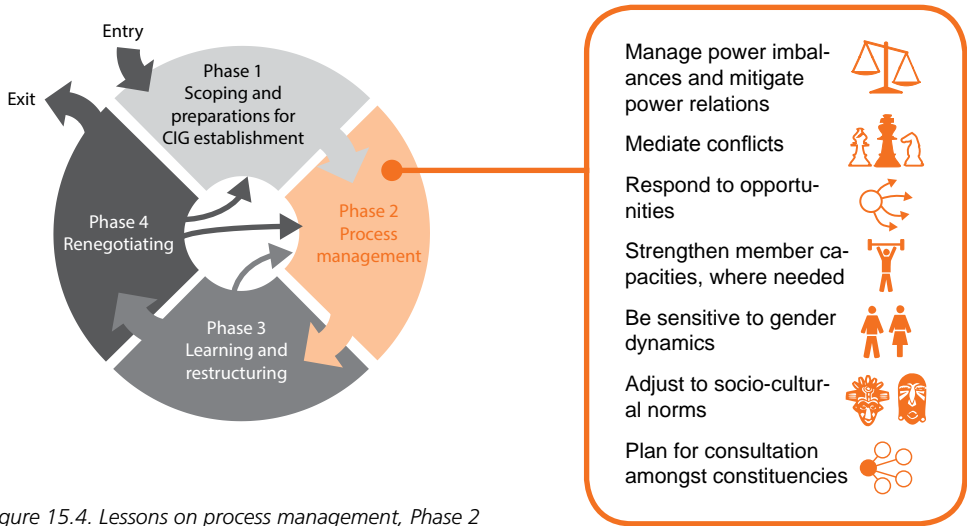 Entry
Exit
Phase 1
Scoping and
preparations for
CIG establishment
Phase 2
Process
management
Phase 3
Learning and
restructuring
Phase 4
Renegotiating
Manage power imbal-
ances and mitigate
power relations
Mediate conflicts
Respond to opportu-
nities
Strengthen member ca-
pacities, where needed
Be sensitive to gender
dynamics
Adjust to socio-cultur-
al norms
Plan for consultation
amongst constituencies
gure 15.4. Lessons on process management, Phase 2